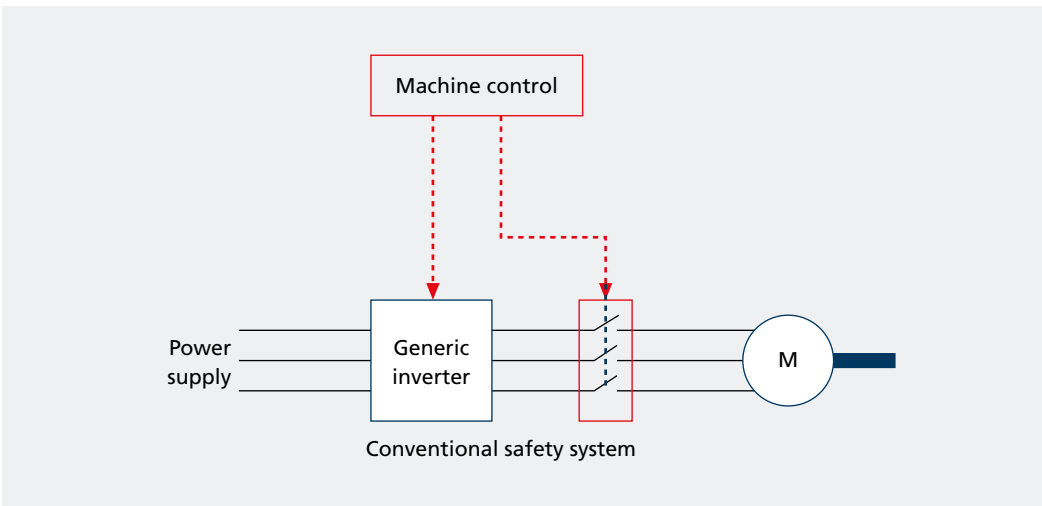 Machine control
Power
supply
Generic
inverter
M
Conventional safety system